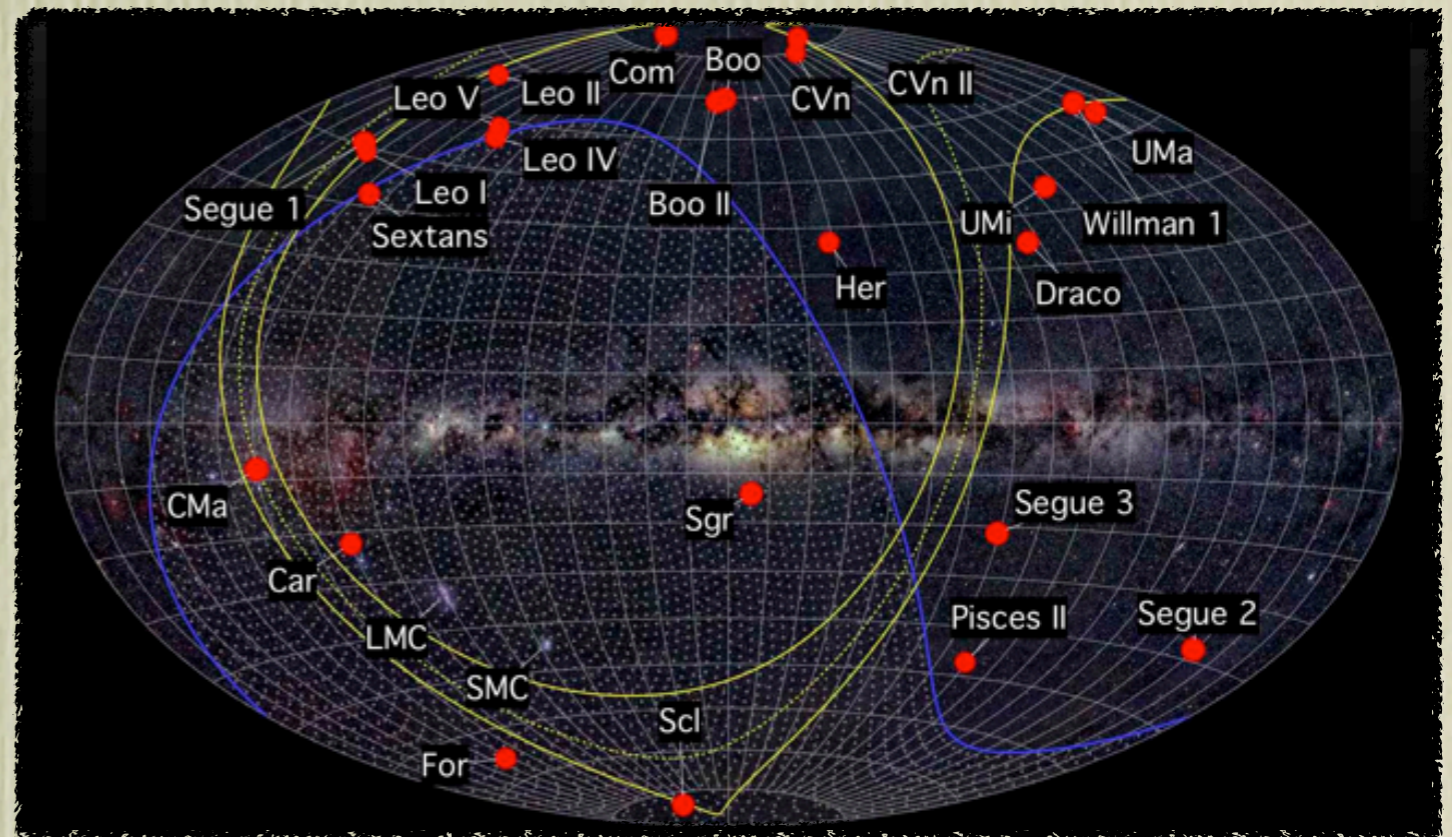 Com
Boo
CVn
CVn II
Leo V
Leo II
Leo IV
UMa
Segue 1
Leo I
Sextans
Boo II
UMi
Willman 1
Her
Draco
CMa
Sgr
Segue 3
Car
LMC
Pisces II
Segue 2
SMC
Scl
For